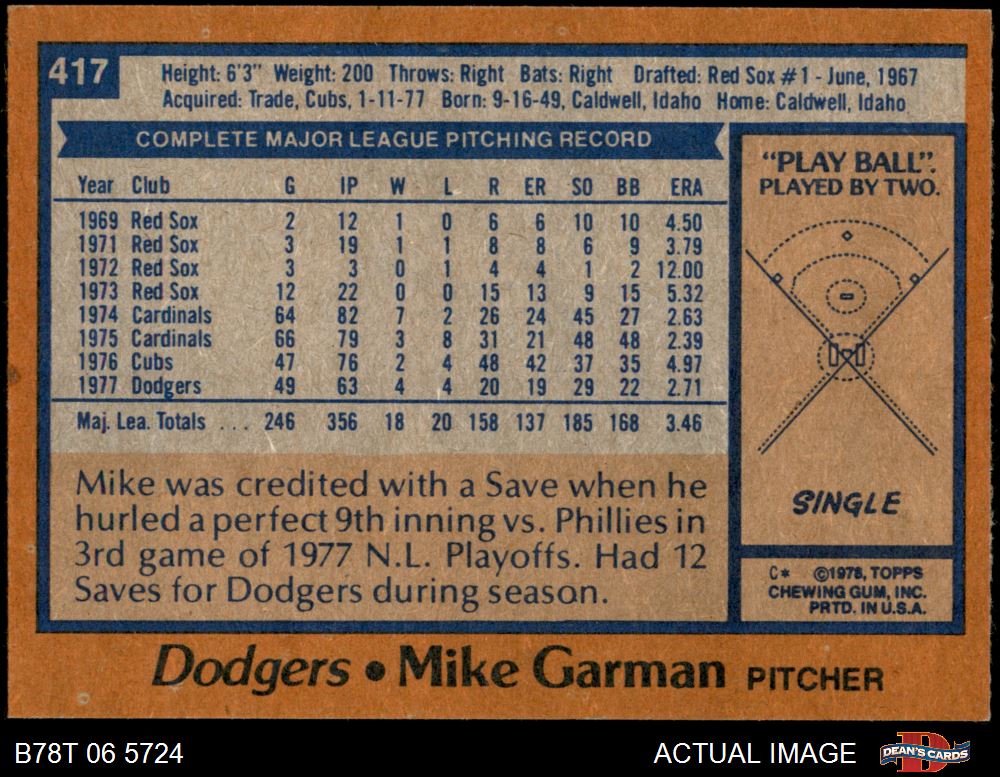 417
Height: 6'3" Weight: 200 Throws: Right Bats: Right Drafted: Red Sox #1 - June, 1967
Acquired: Trade, Cubs, 1-11-77 Born: 9-16-49, Caldwell, Idaho Home: Caldwell, Idaho
COMPLETE MAJOR LEAGUE PITCHING RECORD
Year Club G IP W L R ER SO BB ERA
1969 Red Sox 2 12 1 0 6 6 10 10 4.50
1971 Red Sox 3 19 1 1 8 8 6 9 3.79
1972 Red Sox 3 3 0 1 4 4 1 2 12.00
1973 Red Sox 12 22 0 0 15 13 9 15 5.32
1974 Cardinals 64 82 7 2 26 24 45 27 2.63
1975 Cardinals 66 79 3 8 31 21 48 48 2.39
1976 Cubs 47 76 2 4 48 42 37 35 4.97
1977 Dodgers 49 63 4 4 20 19 29 22 2.71
Maj. Lea. Totals ... 246 356 18 20 158 137 185 168 3.46
Mike was credited with a Save when he
hurled a perfect 9th inning vs. Phillies in
3rd game of 1977 N.L. Playoffs. Had 12
Saves for Dodgers during season.
"PLAY BALL".
PLAYED BY TWO.
SINGLE
C* ©1978, TOPPS
CHEWING GUM, INC.
PRTD. IN U.S.A.
Dodgers • Mike Garman PITCHER
B78T 06 5724
ACTUAL IMAGE
D
DEAN'S CARDS